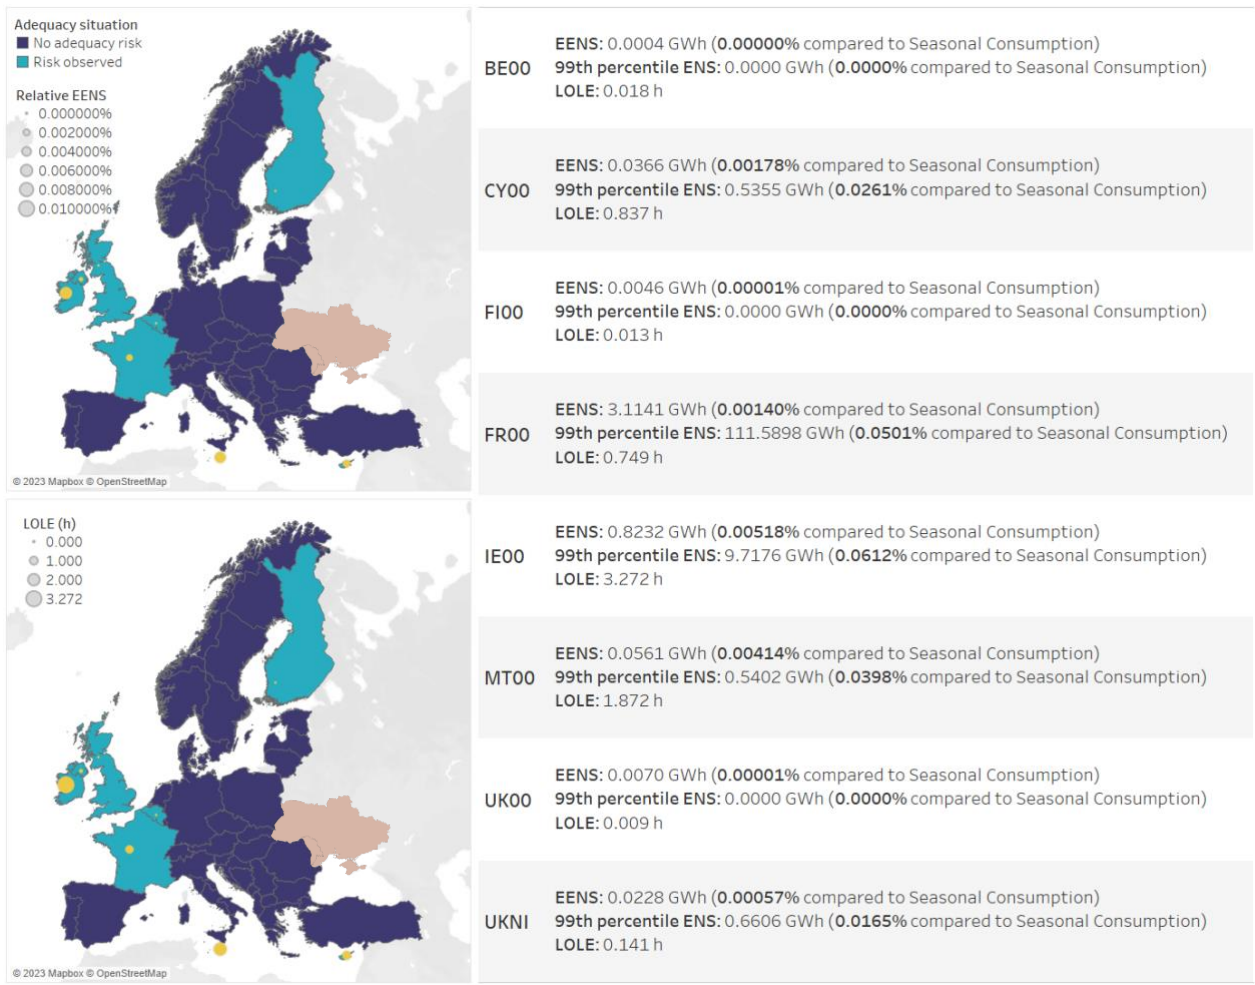 Adequacy situation
No adequacy risk
Risk observed
Relative EENS
0.000000%
0.002000%
0.004000%
0.006000%
0.008000%
0.010000%
© 2023 Mapbox © OpenStreetMap
LOLE (h)
0.000
1.000
2.000
3.272
© 2023 Mapbox © OpenStreetMap
BE00
EENS: 0.0004 GWh (0.00000% compared to Seasonal Consumption)
99th percentile ENS: 0.0000 GWh (0.0000% compared to Seasonal Consumption)
LOLE: 0.018 h
CY00
EENS: 0.0366 GWh (0.00178% compared to Seasonal Consumption)
99th percentile ENS: 0.5355 GWh (0.0261% compared to Seasonal Consumption)
LOLE: 0.837 h
FI00
EENS: 0.0046 GWh (0.00001% compared to Seasonal Consumption)
99th percentile ENS: 0.0000 GWh (0.0000% compared to Seasonal Consumption)
LOLE: 0.013 h
FR00
EENS: 3.1141 GWh (0.00140% compared to Seasonal Consumption)
99th percentile ENS: 111.5898 GWh (0.0501% compared to Seasonal Consumption)
LOLE: 0.749 h
IE00
EENS: 0.8232 GWh (0.00518% compared to Seasonal Consumption)
99th percentile ENS: 9.7176 GWh (0.0612% compared to Seasonal Consumption)
LOLE: 3.272 h
MT00
EENS: 0.0561 GWh (0.00414% compared to Seasonal Consumption)
99th percentile ENS: 0.5402 GWh (0.0398% compared to Seasonal Consumption)
LOLE: 1.872 h
UK00
EENS: 0.0070 GWh (0.00001% compared to Seasonal Consumption)
99th percentile ENS: 0.0000 GWh (0.0000% compared to Seasonal Consumption)
LOLE: 0.009 h
UKNI
EENS: 0.0228 GWh (0.00057% compared to Seasonal Consumption)
99th percentile ENS: 0.6606 GWh (0.0165% compared to Seasonal Consumption)
LOLE: 0.141 h